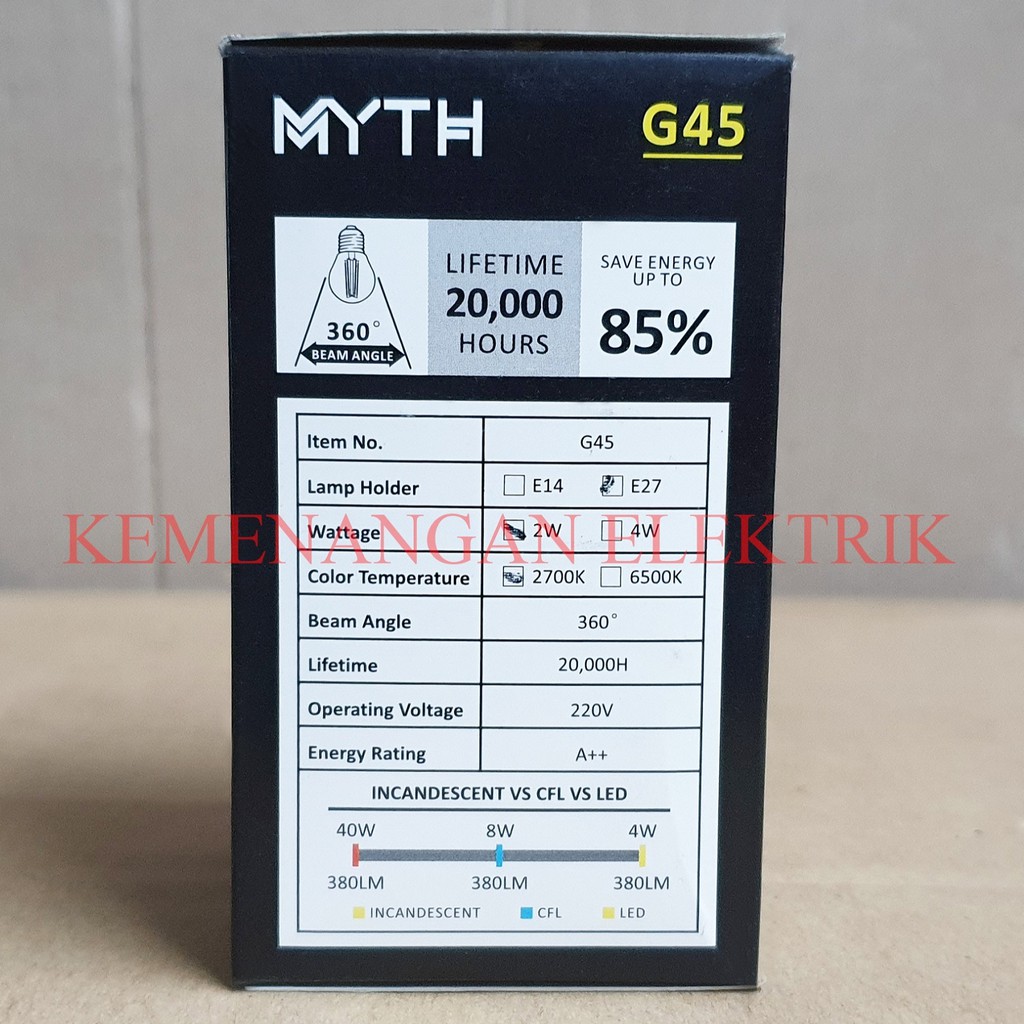 MYTH
G45
360°
BEAM ANGLE
LIFETIME
20,000
HOURS
SAVE ENERGY
UP TO
85%
Item No. G45
Lamp Holder E14 E27
Wattage 2W 4W
KEMENANGAN ELEKTRIK
Color Temperature 2700K 6500K
Beam Angle 360°
Lifetime 20,000H
Operating Voltage 220V
Energy Rating A++
INCANDESCENT VS CFL VS LED
40W 8W 4W
380LM 380LM 380LM
INCANDESCENT CFL LED